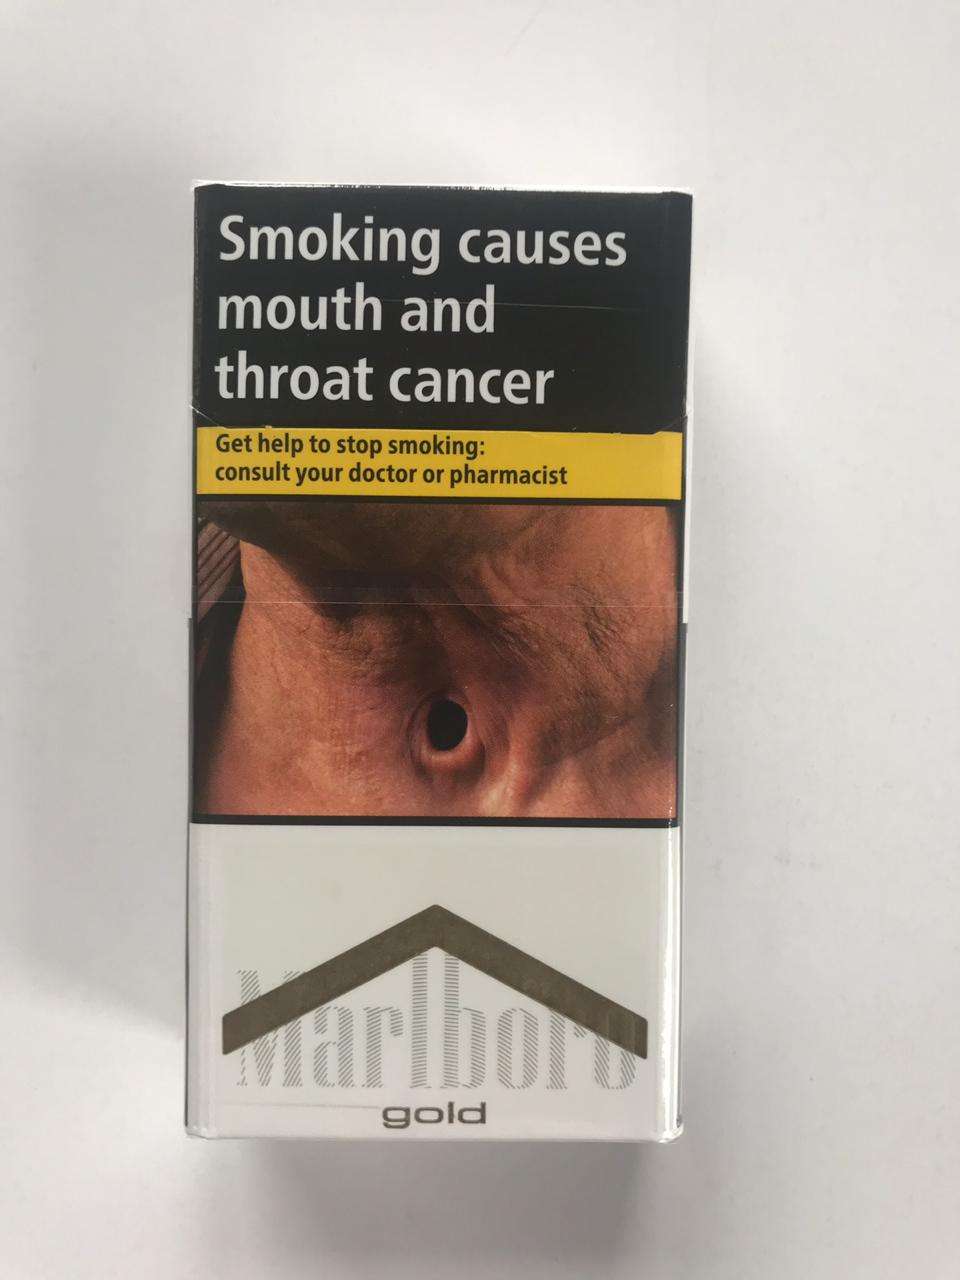 Smoking causes
mouth and
throat cancer
Get help to stop smoking:
consult your doctor or pharmacist
Marlboro
gold